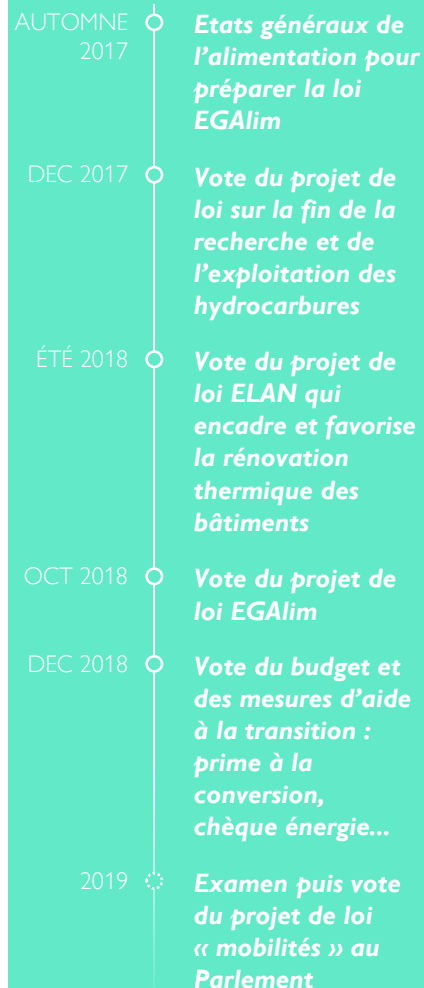 AUTOMNE 2017
Etats généraux de
l’alimentation pour
préparer la loi
EGAlim
DEC 2017
Vote du projet de
loi sur la fin de la
recherche et de
l’exploitation des
hydrocarbures
ÉTÉ 2018
Vote du projet de
loi ELAN qui
encadre et favorise
la rénovation
thermique des
bâtiments
OCT 2018
Vote du projet de
loi EGAlim
DEC 2018
Vote du budget et
des mesures d’aide
à la transition :
prime à la
conversion,
chèque énergie...
2019
Examen puis vote
du projet de loi
« mobilités » au
Parlement